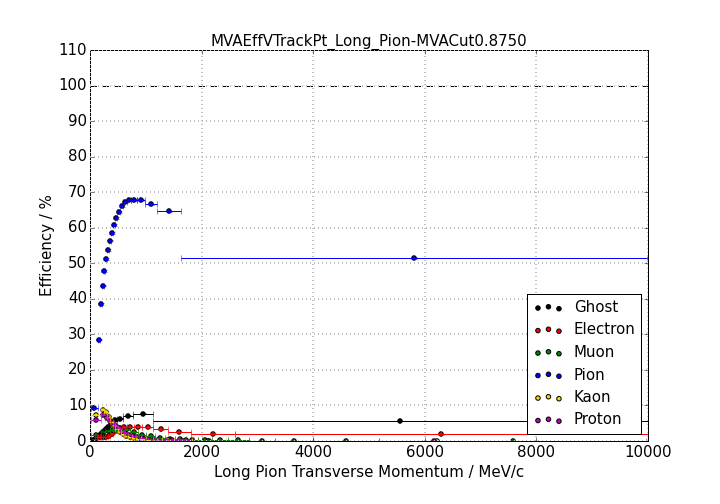 MVAEffVTrackPt_Long_Pion-MVACut0.8750
110
100
90
80
70
60
50
40
30
20
10
0
Efficiency / %
Ghost
Electron
Muon
Pion
Kaon
Proton
0 2000 4000 6000 8000 10000
Long Pion Transverse Momentum / MeV/c